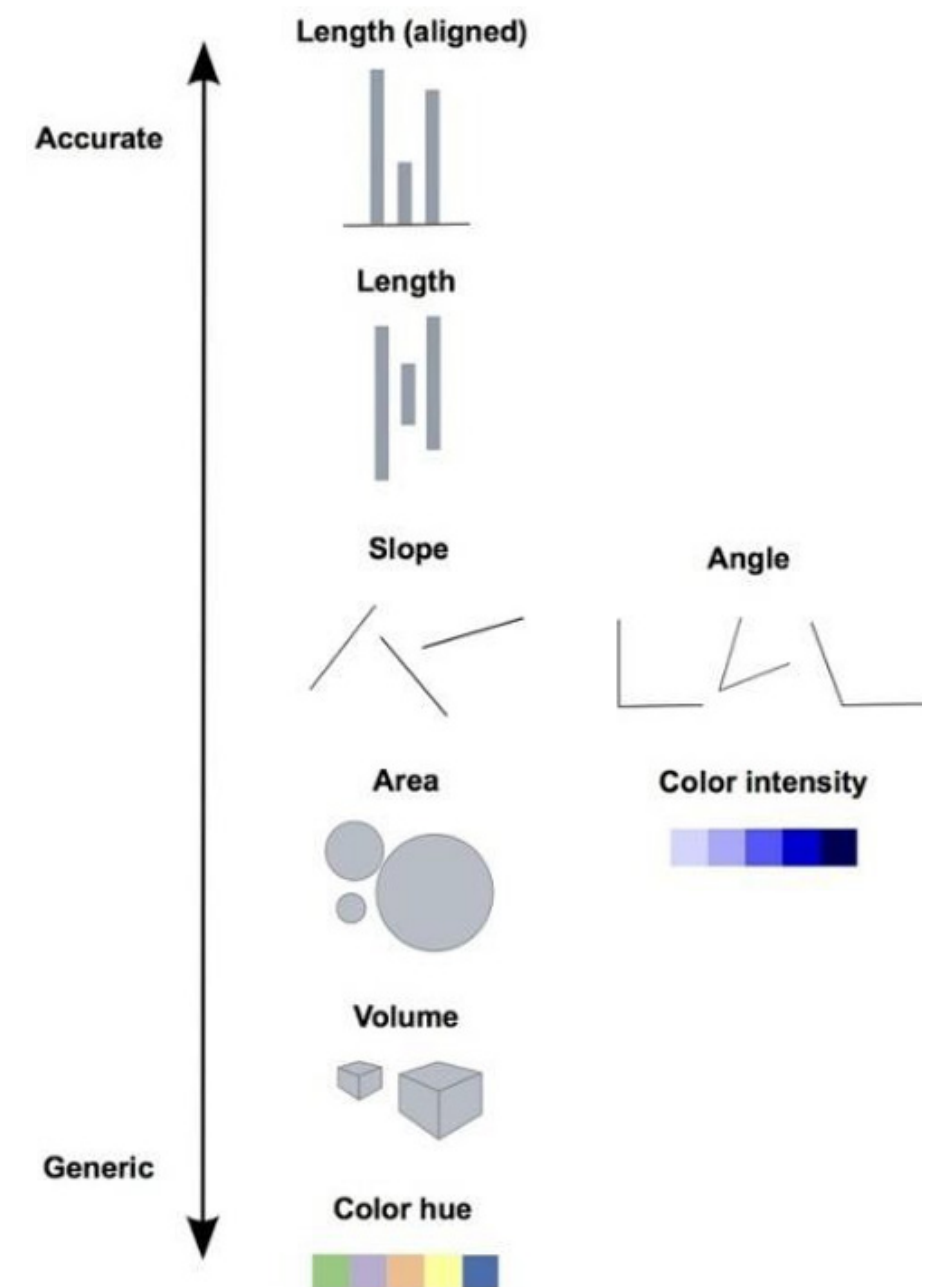 Length (aligned)
Accurate
Length
Slope
Angle
Area
Color intensity
Volume
Generic
Color hue